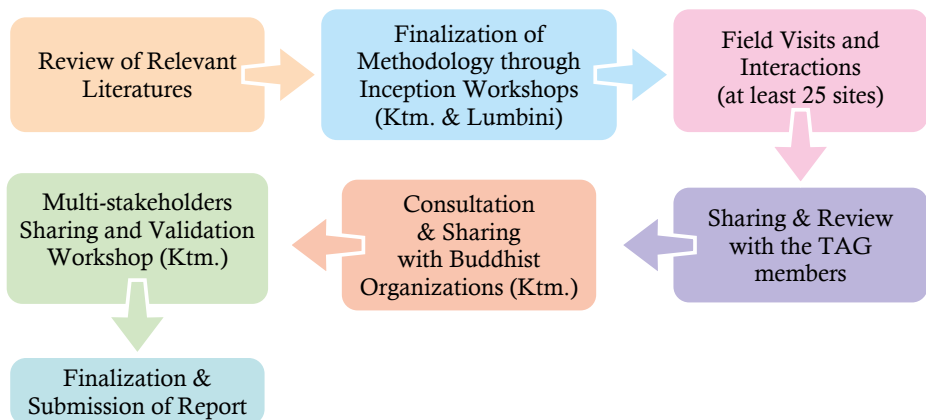 Review of Relevant
Literatures
Finalization of
Methodology through
Inception Workshops
(Ktm. & Lumbini)
Field Visits and
Interactions
(at least 25 sites)
Sharing & Review
with the TAG
members
Consultation
& Sharing
with Buddhist
Organizations (Ktm.)
Multi-stakeholders
Sharing and Validation
Workshop (Ktm.)
Finalization &
Submission of Report